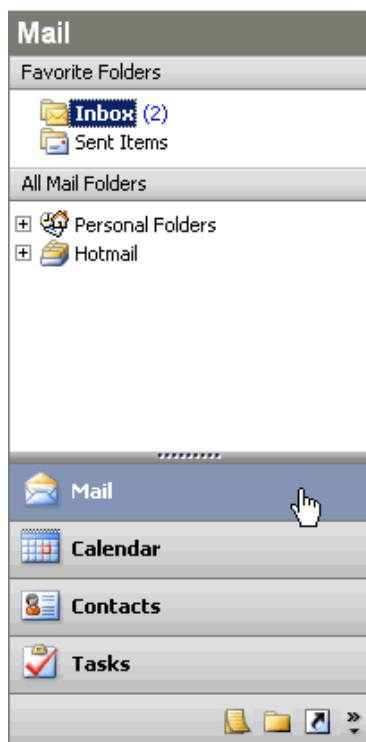 Mail
Favorite Folders
Inbox (2)
Sent Items
All Mail Folders
Personal Folders
Hotmail
Mail
Calendar
Contacts
Tasks